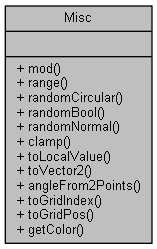 Misc
+ mod()
+ range()
+ randomCircular()
+ randomBool()
+ randomNormal()
+ clamp()
+ toLocalValue()
+ toVector2()
+ angleFrom2Points()
+ toGridIndex()
+ toGridPos()
+ getColor()